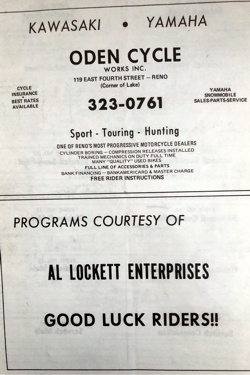 KAWASAKI • YAMAHA
ODEN CYCLE
WORKS INC.
119 EAST FOURTH STREET – RENO
(Corner of Lake)
CYCLE
INSURANCE
–
BEST RATES
AVAILABLE
323-0761
YAMAHA
SNOWMOBILE
SALES-PARTS-SERVICE
Sport - Touring - Hunting
ONE OF RENO'S MOST PROGRESSIVE MOTORCYCLE DEALERS
CYLINDER BORING – COMPRESSION RELEASES INSTALLED
TRAINED MECHANICS ON DUTY FULL TIME
MANY "QUALITY" USED BIKES
FULL LINE OF ACCESSORIES & PARTS
BANK FINANCING – BANKAMERICARD & MASTER CHARGE
FREE RIDER INSTRUCTIONS
PROGRAMS COURTESY OF
AL LOCKETT ENTERPRISES
GOOD LUCK RIDERS!!